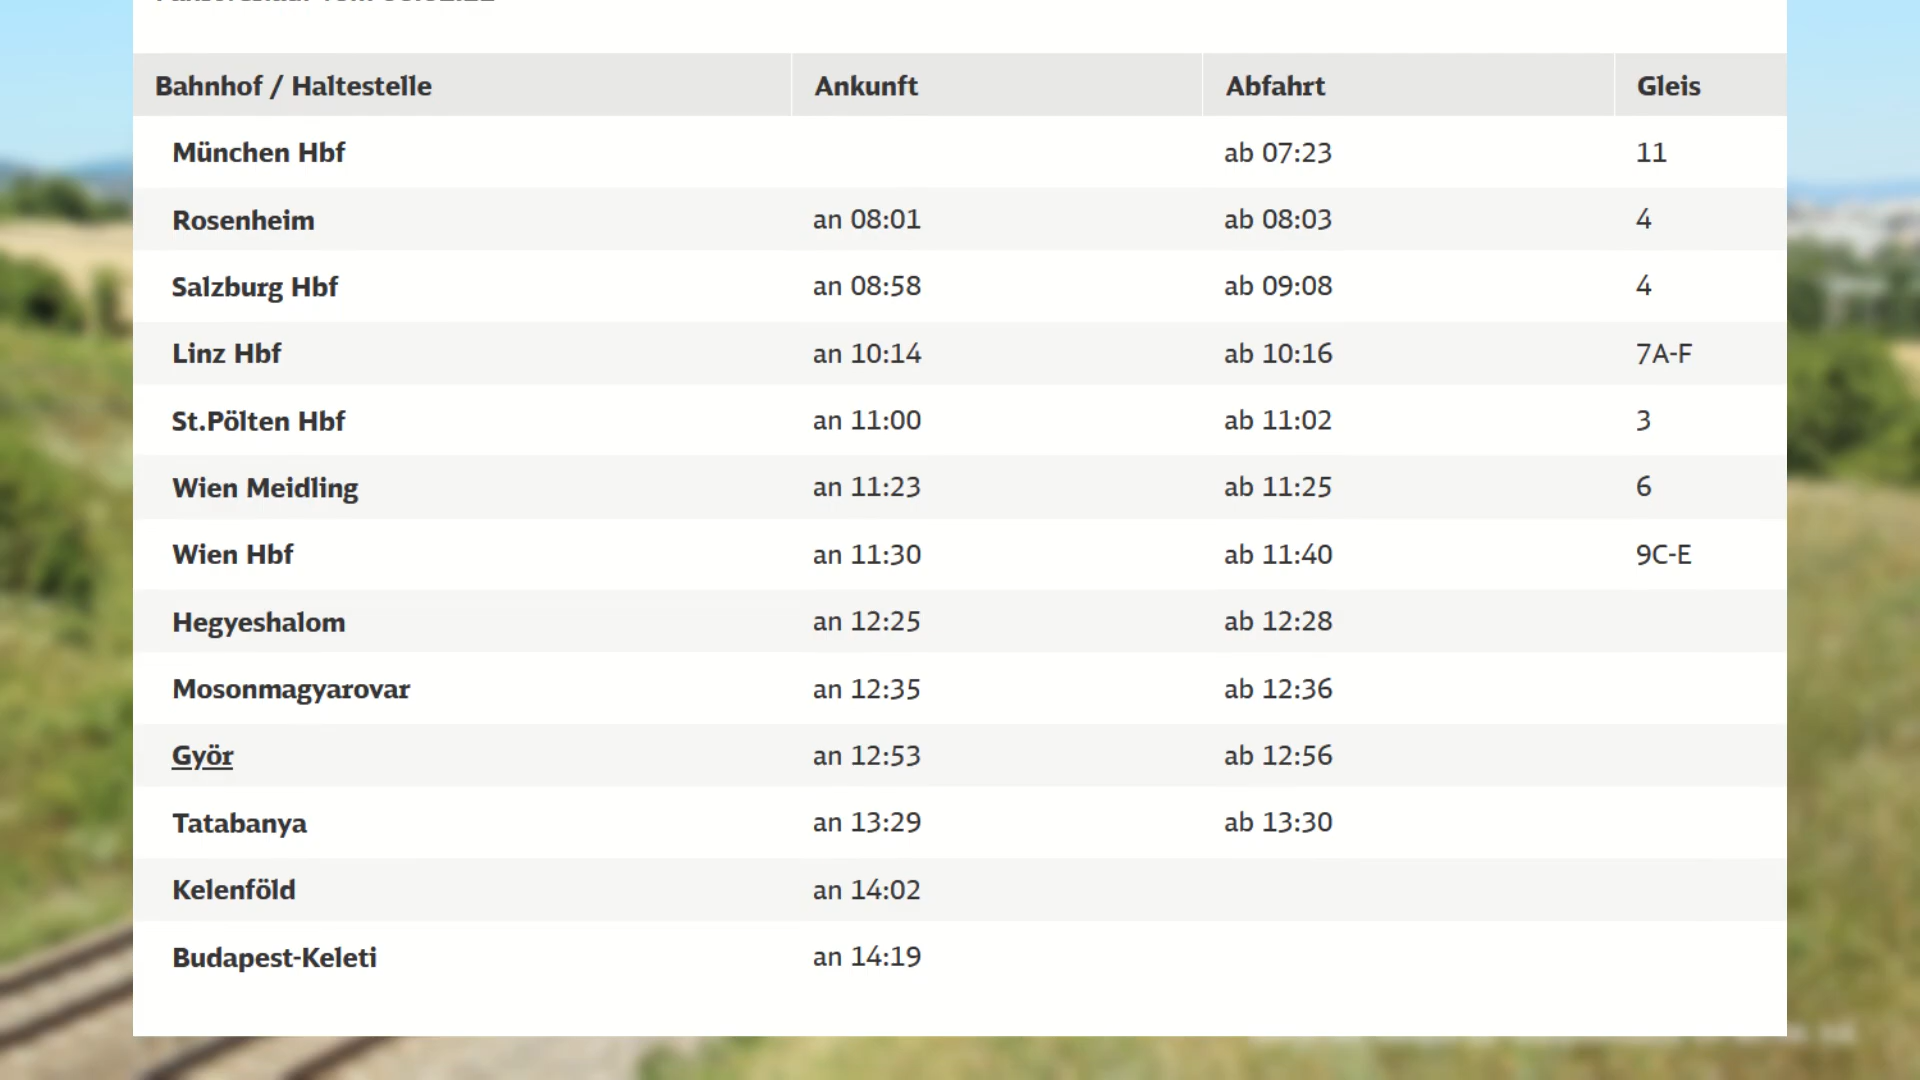 Bahnhof / Haltestelle Ankunft Abfahrt Gleis
München Hbf ab 07:23 11
Rosenheim an 08:01 ab 08:03 4
Salzburg Hbf an 08:58 ab 09:08 4
Linz Hbf an 10:14 ab 10:16 7A-F
St.Pölten Hbf an 11:00 ab 11:02 3
Wien Meidling an 11:23 ab 11:25 6
Wien Hbf an 11:30 ab 11:40 9C-E
Hegyeshalom an 12:25 ab 12:28
Mosonmagyarovar an 12:35 ab 12:36
Györ an 12:53 ab 12:56
Tatabanya an 13:29 ab 13:30
Kelenföld an 14:02
Budapest-Keleti an 14:19